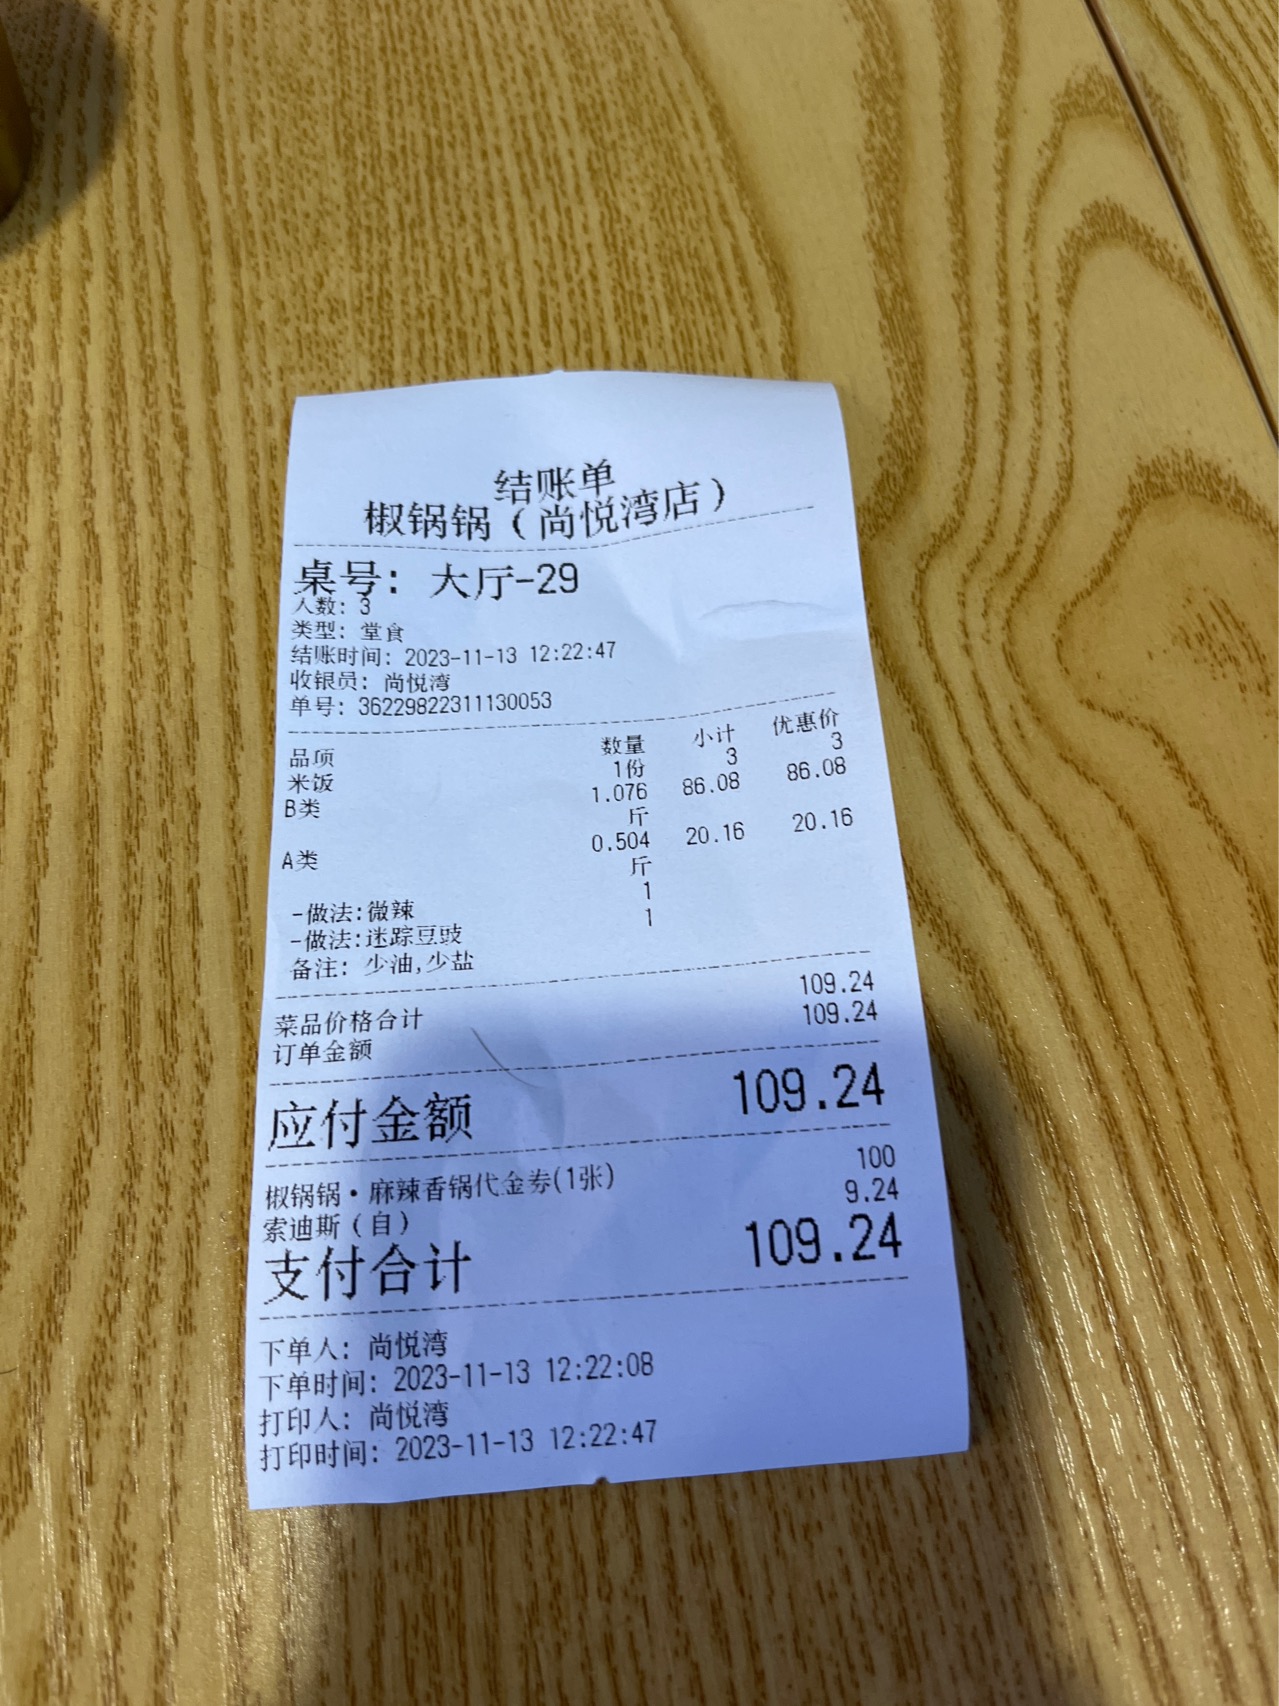 结账单
椒锅锅（尚悦湾店）
桌号： 大厅-29
人数： 3
类型： 堂食
结账时间： 2023-11-13 12:22:47
收银员： 尚悦湾
单号： 36229822311130053
品项 数量 小计 优惠价
米饭 1份 3 3
B类 1.076 86.08 86.08
斤
A类 0.504 20.16 20.16
斤
-做法:微辣 1
-做法:迷踪豆豉 1
备注： 少油,少盐
菜品价格合计 109.24
订单金额 109.24
应付金额 109.24
椒锅锅·麻辣香锅代金券(1张) 100
索迪斯（自） 9.24
支付合计 109.24
下单人： 尚悦湾
下单时间： 2023-11-13 12:22:08
打印人： 尚悦湾
打印时间： 2023-11-13 12:22:47